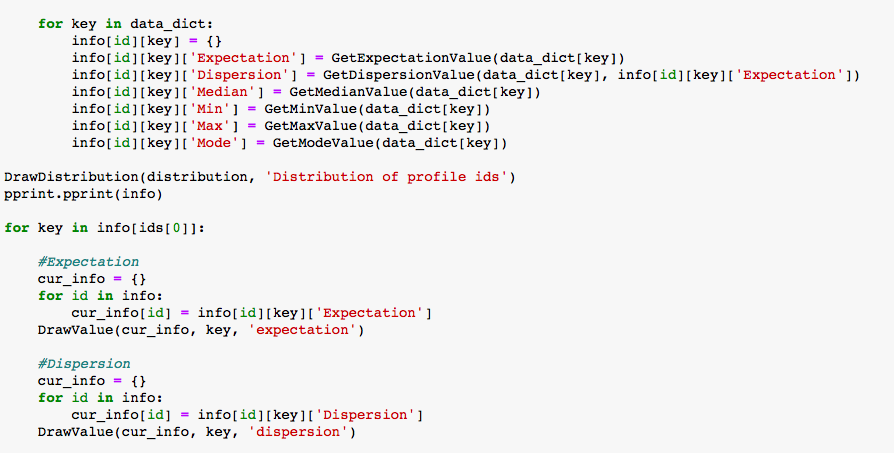 for key in data_dict:
info[id][key] = {}
info[id][key]['Expectation'] = GetExpectationValue(data_dict[key])
info[id][key]['Dispersion'] = GetDispersionValue(data_dict[key], info[id][key]['Expectation'])
info[id][key]['Median'] = GetMedianValue(data_dict[key])
info[id][key]['Min'] = GetMinValue(data_dict[key])
info[id][key]['Max'] = GetMaxValue(data_dict[key])
info[id][key]['Mode'] = GetModeValue(data_dict[key])
DrawDistribution(distribution, 'Distribution of profile ids')
pprint.pprint(info)
for key in info[ids[0]]:
#Expectation
cur_info = {}
for id in info:
cur_info[id] = info[id][key]['Expectation']
DrawValue(cur_info, key, 'expectation')
#Dispersion
cur_info = {}
for id in info:
cur_info[id] = info[id][key]['Dispersion']
DrawValue(cur_info, key, 'dispersion')